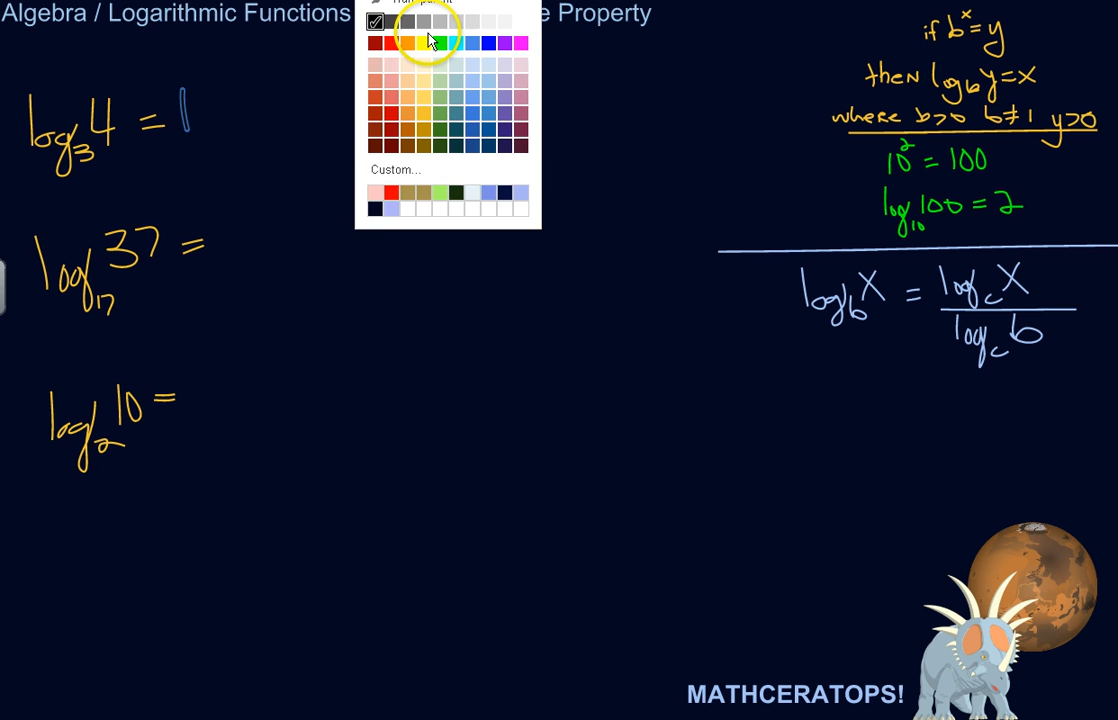 Algebra / Logarithmic Functions e Property
Custom...
log₃4 =
log₁₇37 =
log₂10 =
if bˣ = y
then log_b y = x
where b>0 b≠1 y>0
10² = 100
log₁₀100 = 2
log_b X = log_c X / log_c b
MATHCERATOPS!